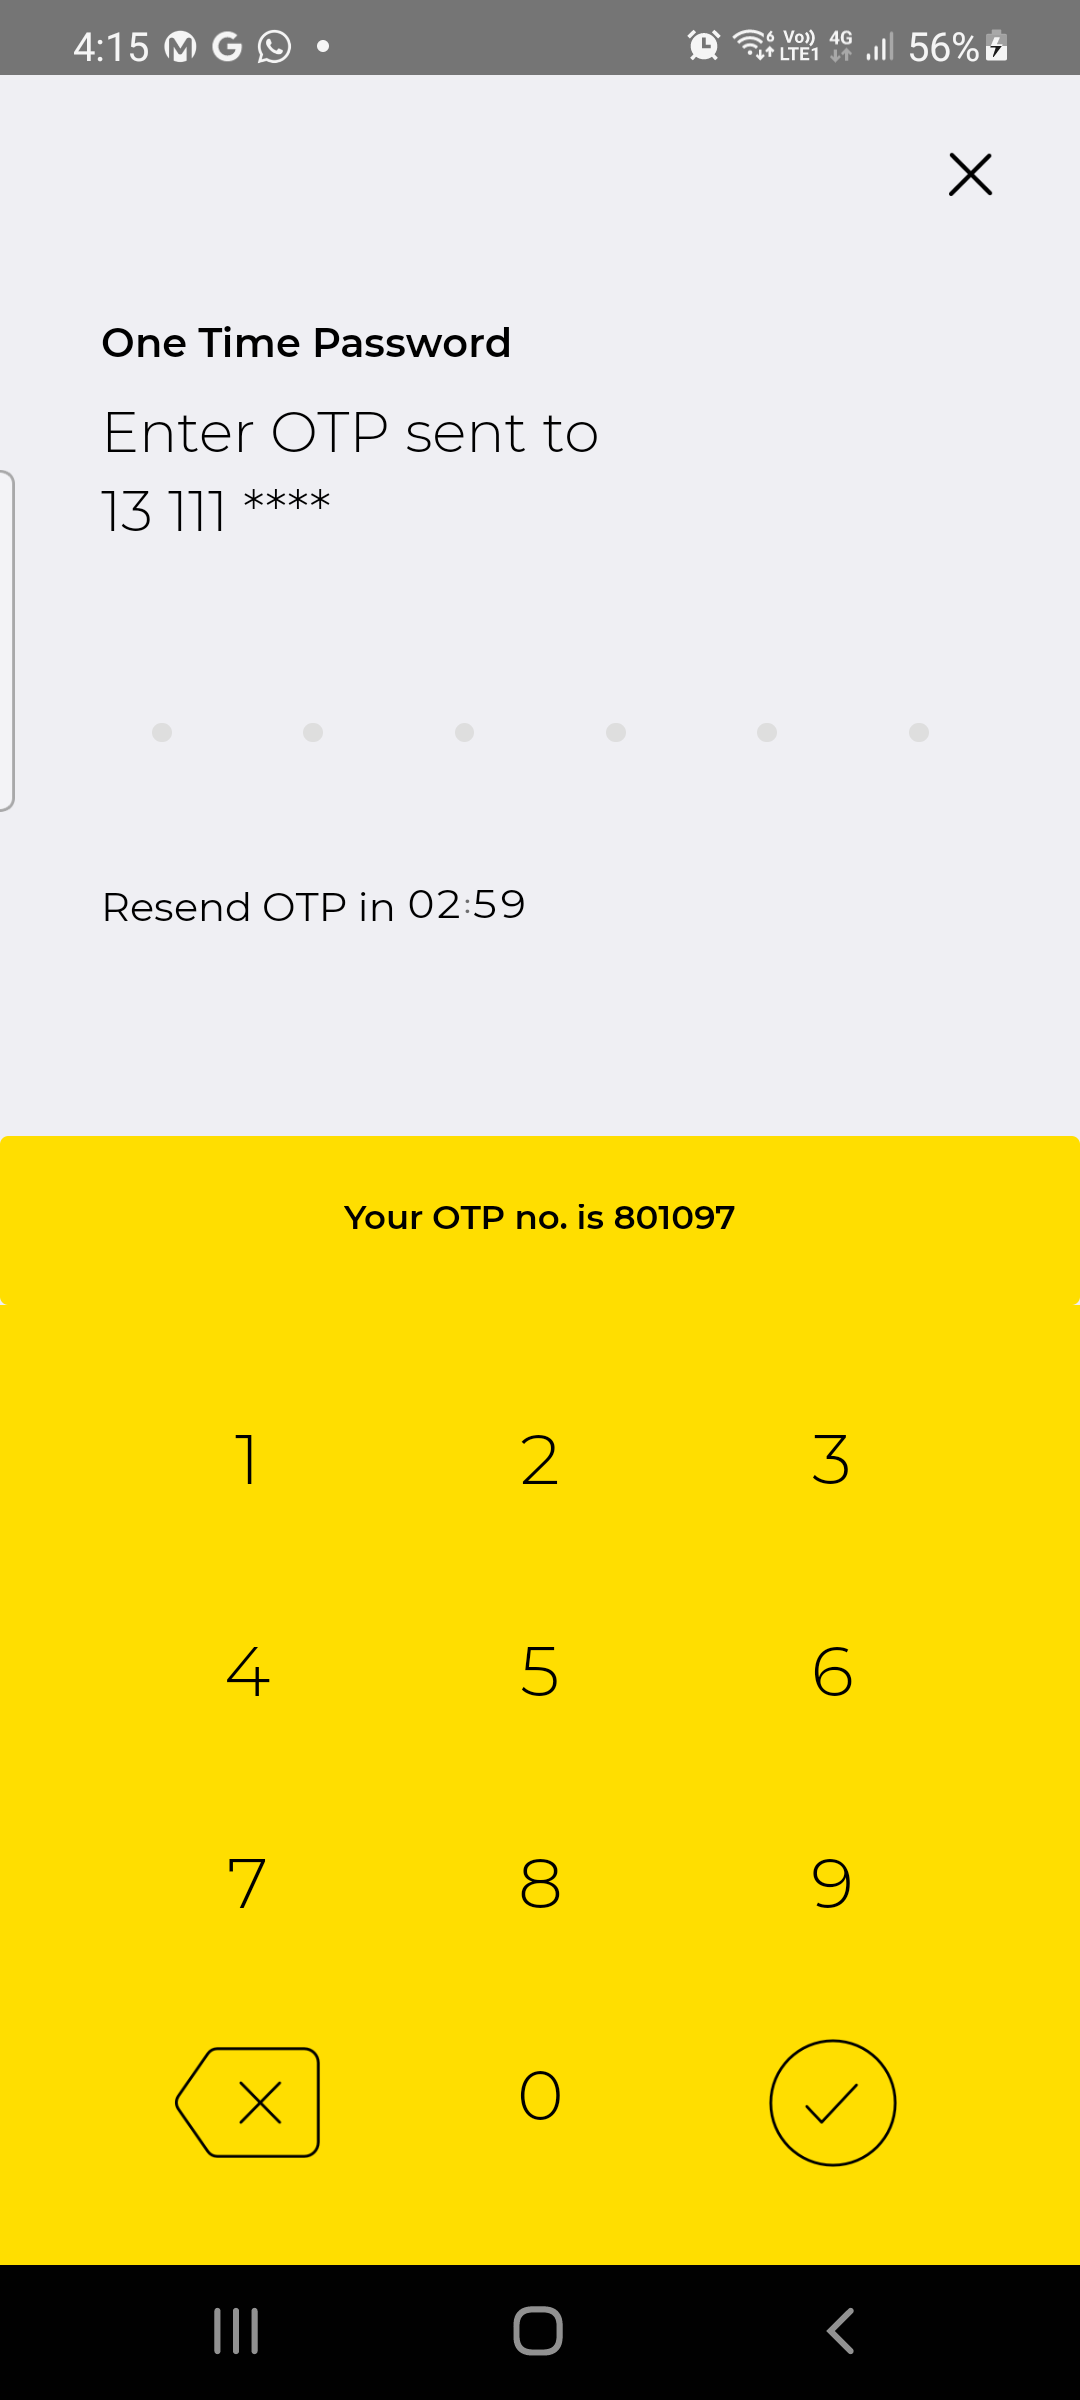 4:15
6 Vo)) 4G 56%
LTE1
One Time Password
Enter OTP sent to
13 111 ****
Resend OTP in 02:59
Your OTP no. is 801097
1 2 3
4 5 6
7 8 9
0